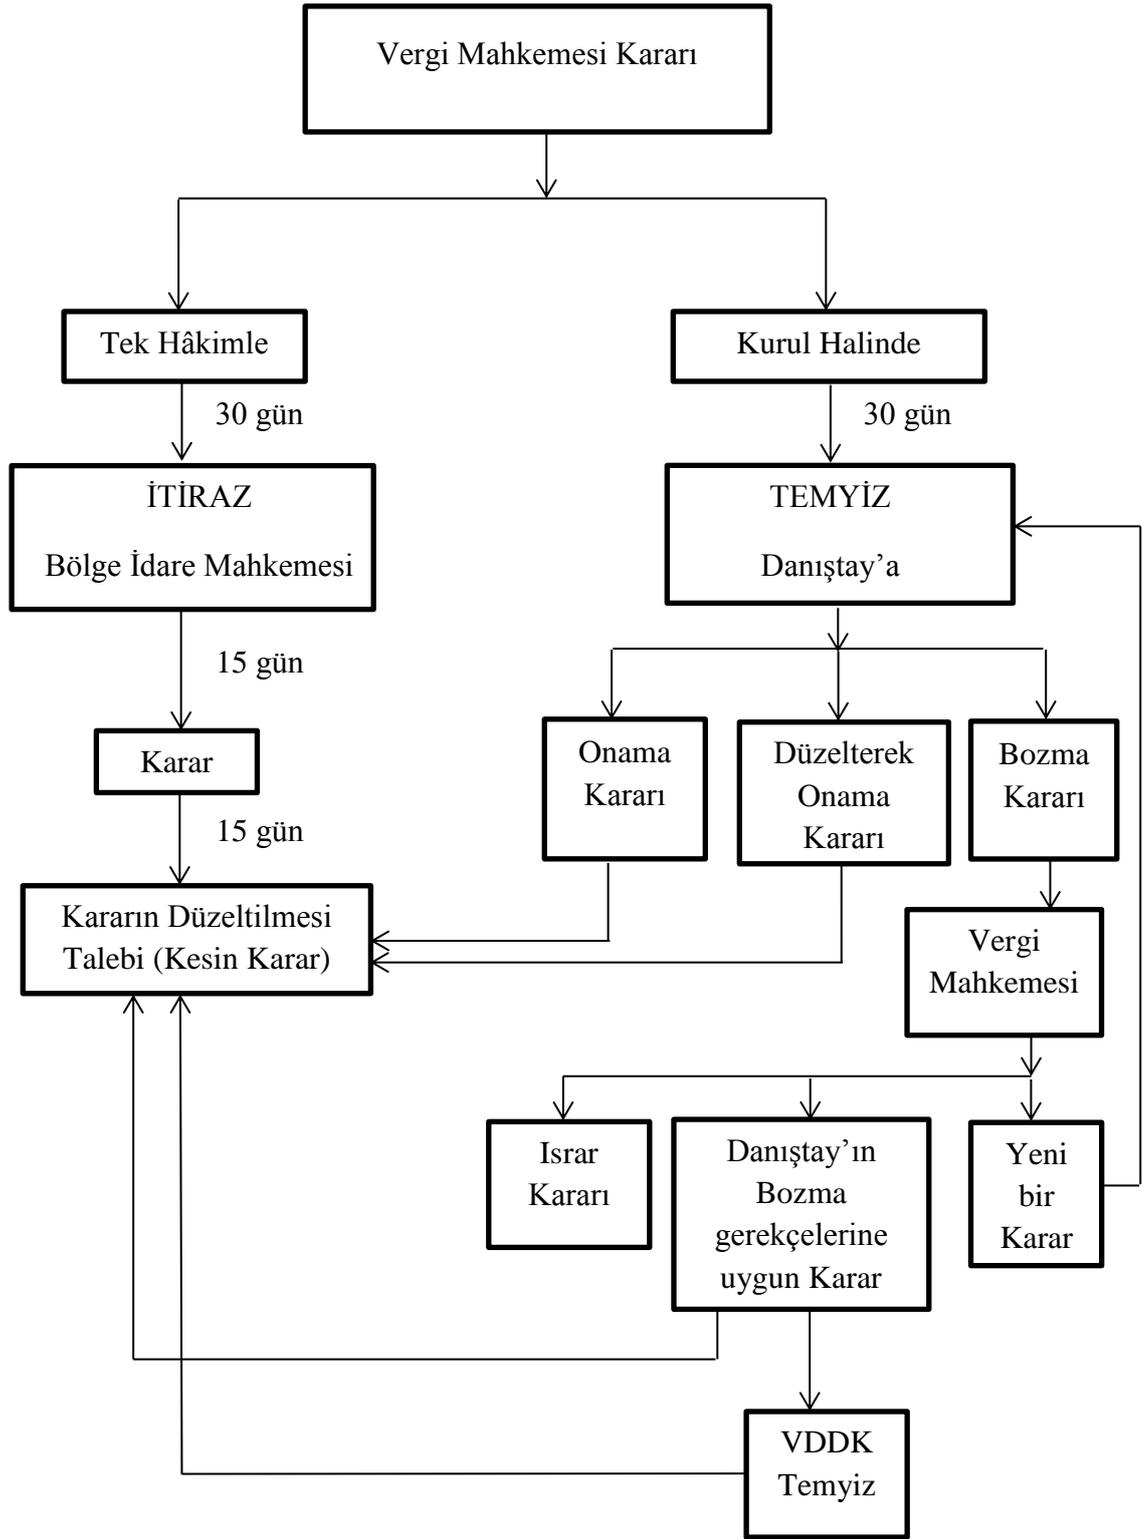 Vergi Mahkemesi Kararı
Tek Hâkimle
Kurul Halinde
30 gün
30 gün
İTİRAZ
Bölge İdare Mahkemesi
TEMYİZ
Danıştay’a
15 gün
Karar
Onama
Kararı
Düzelterek
Onama
Kararı
Bozma
Kararı
15 gün
Kararın Düzeltilmesi
Talebi (Kesin Karar)
Vergi
Mahkemesi
Israr
Kararı
Danıştay’ın
Bozma
gerekçelerine
uygun Karar
Yeni
bir
Karar
VDDK
Temyiz